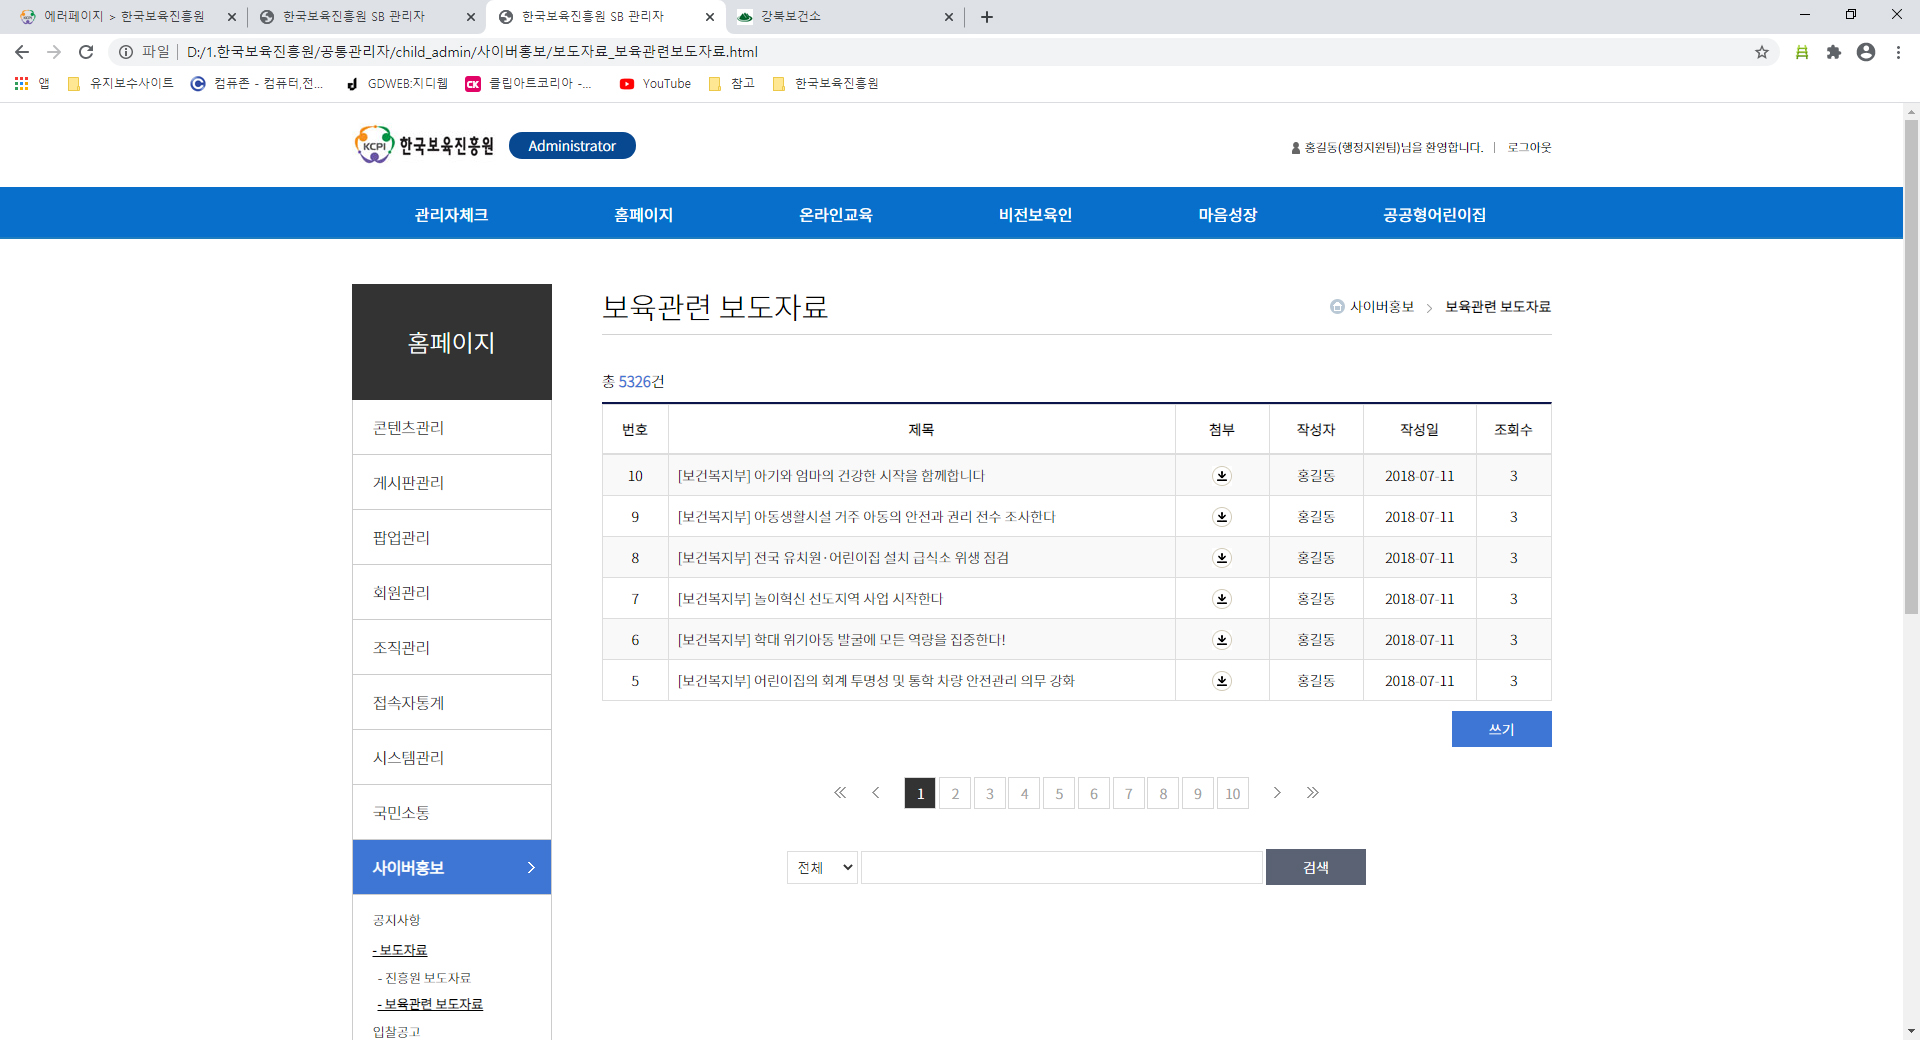 에러페이지 > 한국보육진흥원
한국보육진흥원 SB 관리자
한국보육진흥원 SB 관리자
강북보건소
파일 D:/1.한국보육진흥원/공통관리자/child_admin/사이버홍보/보도자료_보육관련보도자료.html
앱 유지보수사이트 컴퓨존 - 컴퓨터,전... GDWEB:지디웹 클립아트코리아 -... YouTube 참고 한국보육진흥원
KCPI 한국보육진흥원 Administrator
홍길동(행정지원팀)님을 환영합니다. 로그아웃
관리자체크 홈페이지 온라인교육 비전보육인 마음성장 공공형어린이집
홈페이지
콘텐츠관리
게시판관리
팝업관리
회원관리
조직관리
접속자통계
시스템관리
국민소통
사이버홍보
공지사항
- 보도자료
- 진흥원 보도자료
- 보육관련 보도자료
입찰공고
보육관련 보도자료
사이버홍보 > 보육관련 보도자료
총 5326건
번호 제목 첨부 작성자 작성일 조회수
10 [보건복지부] 아기와 엄마의 건강한 시작을 함께합니다 홍길동 2018-07-11 3
9 [보건복지부] 아동생활시설 거주 아동의 안전과 권리 전수 조사한다 홍길동 2018-07-11 3
8 [보건복지부] 전국 유치원·어린이집 설치 급식소 위생 점검 홍길동 2018-07-11 3
7 [보건복지부] 놀이혁신 선도지역 사업 시작한다 홍길동 2018-07-11 3
6 [보건복지부] 학대 위기아동 발굴에 모든 역량을 집중한다! 홍길동 2018-07-11 3
5 [보건복지부] 어린이집의 회계 투명성 및 통학 차량 안전관리 의무 강화 홍길동 2018-07-11 3
쓰기
1 2 3 4 5 6 7 8 9 10
전체 검색